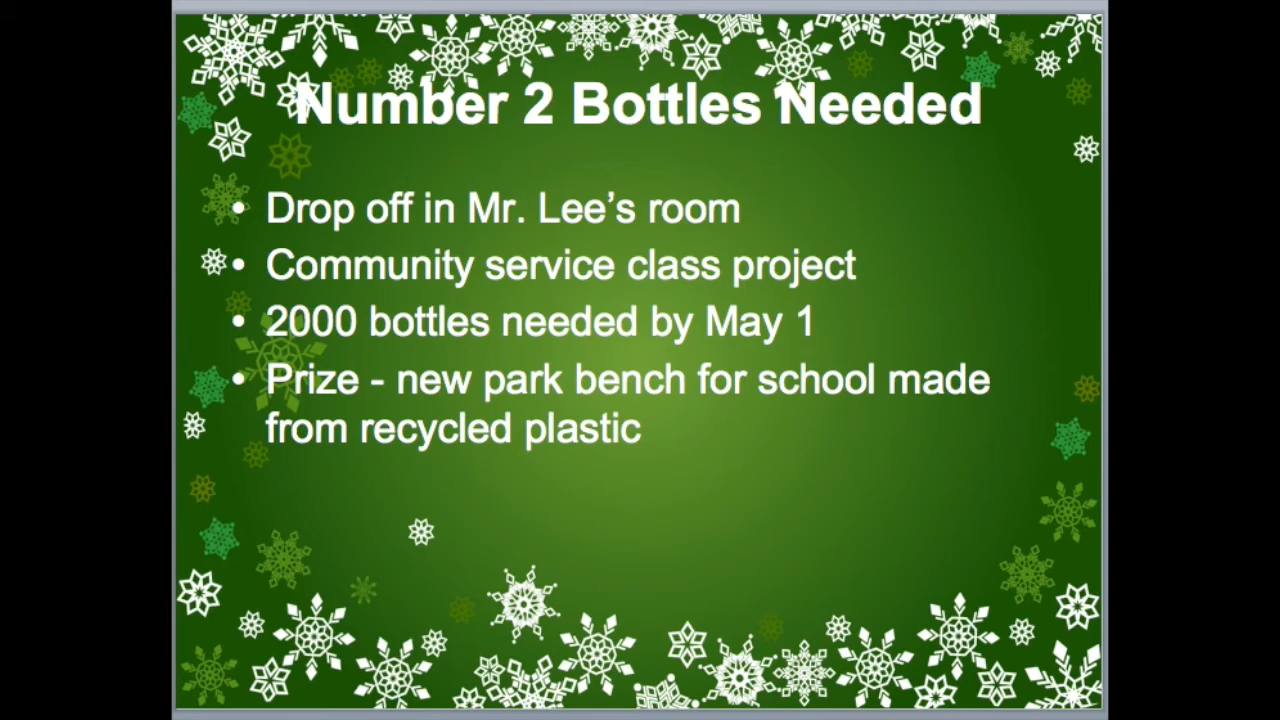 Number 2 Bottles Needed
• Drop off in Mr. Lee’s room
• Community service class project
• 2000 bottles needed by May 1
• Prize - new park bench for school made
from recycled plastic